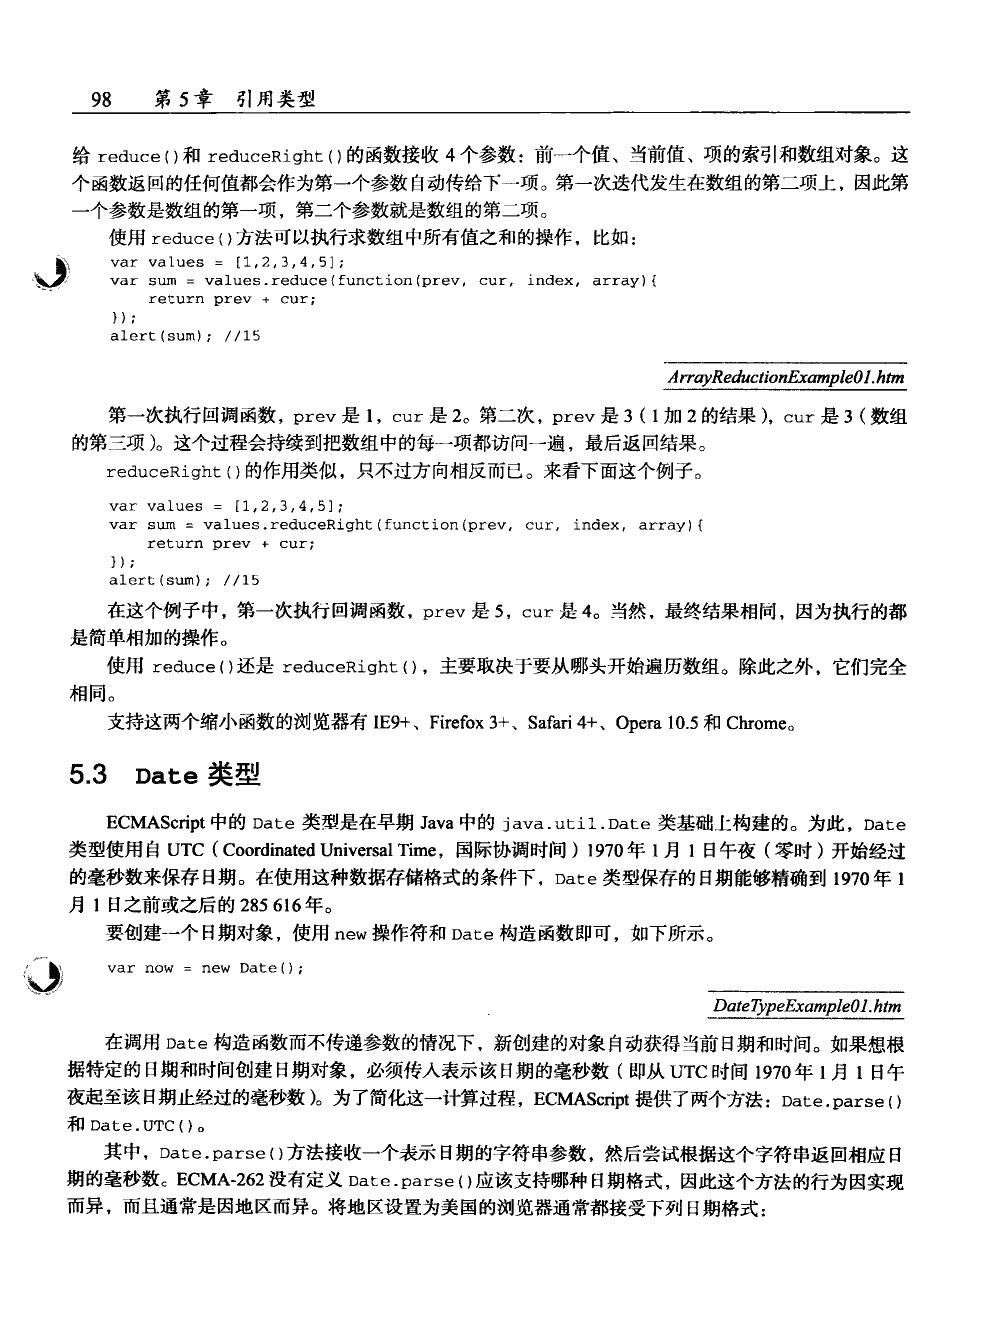 98 第 5 章 引用类型
给 reduce()和 reduceRight()的函数接收 4 个参数：前一个值、当前值、项的索引和数组对象。这
个函数返回的任何值都会作为第一个参数自动传给下一项。第一次迭代发生在数组的第二项上，因此第
一个参数是数组的第一项，第二个参数就是数组的第二项。
使用 reduce()方法可以执行求数组中所有值之和的操作，比如：
var values = [1,2,3,4,5];
var sum = values.reduce(function(prev, cur, index, array){
return prev + cur;
});
alert(sum); //15
ArrayReductionExample01.htm
第一次执行回调函数，prev 是 1，cur 是 2。第二次，prev 是 3（1 加 2 的结果），cur 是 3（数组
的第三项）。这个过程会持续到把数组中的每一项都访问一遍，最后返回结果。
reduceRight()的作用类似，只不过方向相反而已。来看下面这个例子。
var values = [1,2,3,4,5];
var sum = values.reduceRight(function(prev, cur, index, array){
return prev + cur;
});
alert(sum); //15
在这个例子中，第一次执行回调函数，prev 是 5，cur 是 4。当然，最终结果相同，因为执行的都
是简单相加的操作。
使用 reduce()还是 reduceRight()，主要取决于要从哪头开始遍历数组。除此之外，它们完全
相同。
支持这两个缩小函数的浏览器有 IE9+、Firefox 3+、Safari 4+、Opera 10.5 和 Chrome。
5.3 Date 类型
ECMAScript 中的 Date 类型是在早期 Java 中的 java.util.Date 类基础上构建的。为此，Date
类型使用自 UTC（Coordinated Universal Time，国际协调时间）1970 年 1 月 1 日午夜（零时）开始经过
的毫秒数来保存日期。在使用这种数据存储格式的条件下，Date 类型保存的日期能够精确到 1970 年 1
月 1 日之前或之后的 285 616 年。
要创建一个日期对象，使用 new 操作符和 Date 构造函数即可，如下所示。
var now = new Date();
DateTypeExample01.htm
在调用 Date 构造函数而不传递参数的情况下，新创建的对象自动获得当前日期和时间。如果想根
据特定的日期和时间创建日期对象，必须传入表示该日期的毫秒数（即从 UTC 时间 1970 年 1 月 1 日午
夜起至该日期止经过的毫秒数）。为了简化这一计算过程，ECMAScript 提供了两个方法：Date.parse()
和 Date.UTC()。
其中，Date.parse()方法接收一个表示日期的字符串参数，然后尝试根据这个字符串返回相应日
期的毫秒数。ECMA-262 没有定义 Date.parse()应该支持哪种日期格式，因此这个方法的行为因实现
而异，而且通常是因地区而异。将地区设置为美国的浏览器通常都接受下列日期格式：